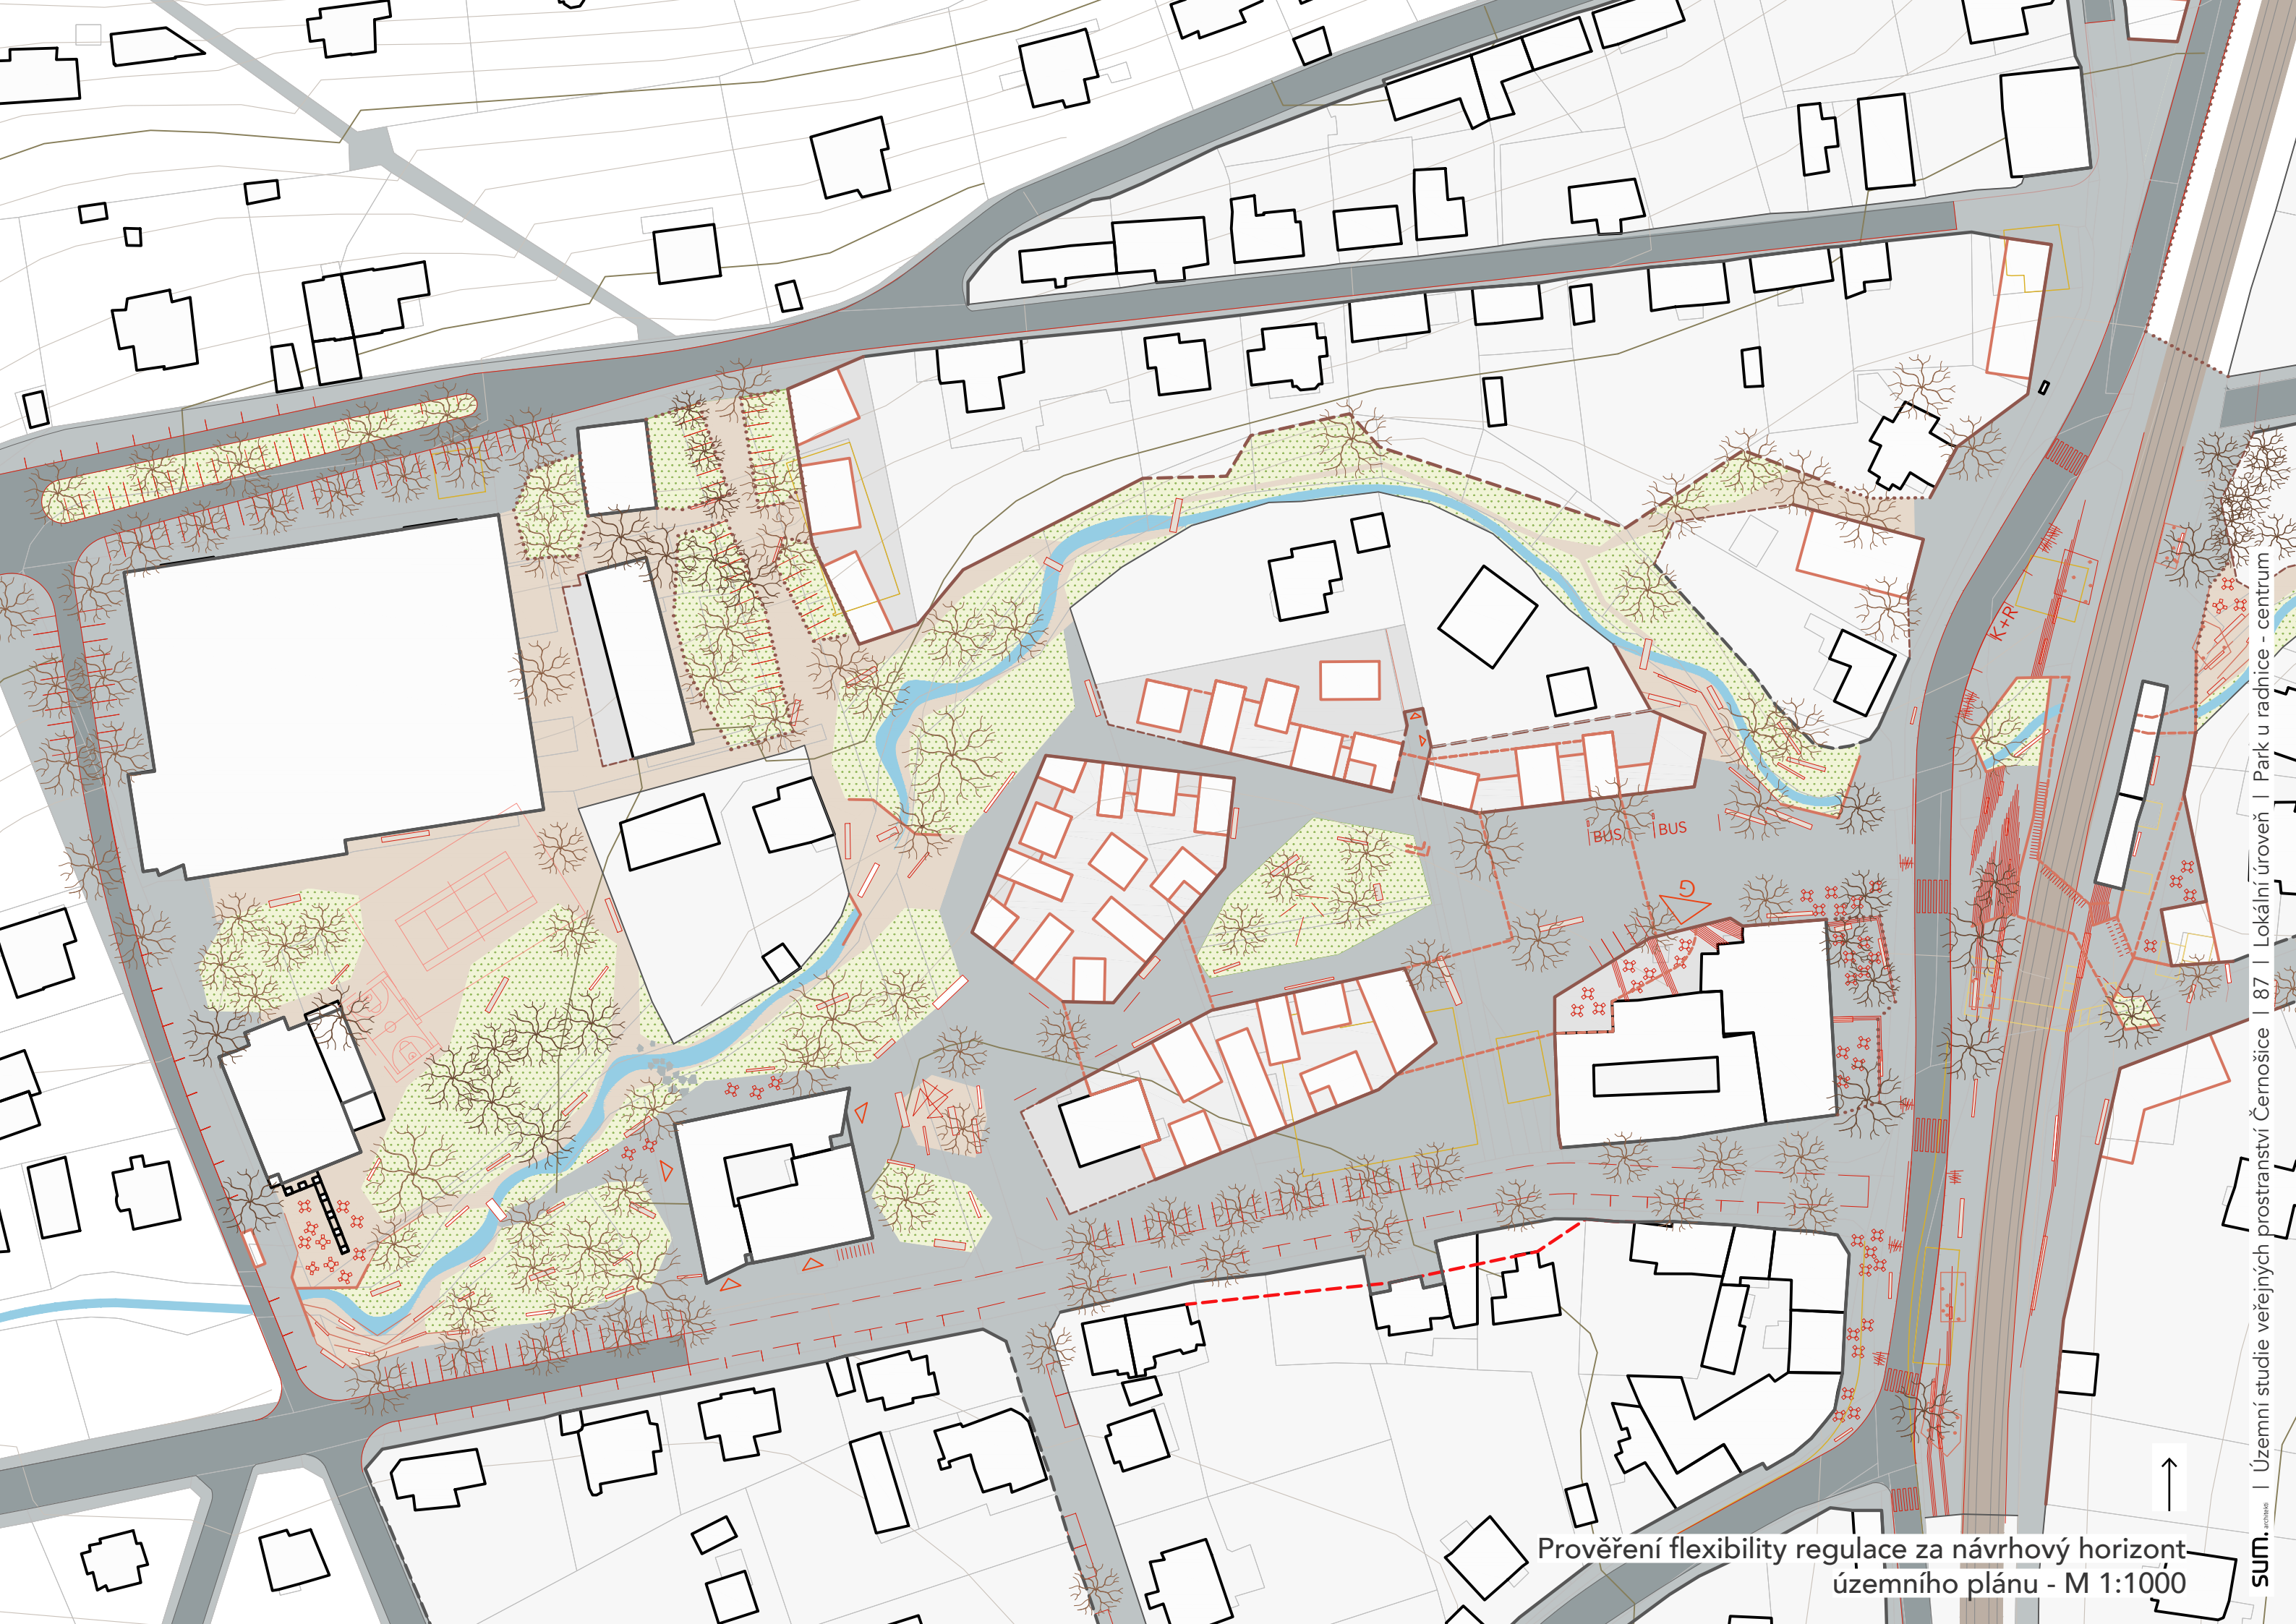 K+R
BUS
BUS
G
Prověření flexibility regulace za návrhový horizont
územního plánu - M 1:1000
sum. architekti | Územní studie veřejných prostranství Černošice | 87 | Lokální úroveň | Park u radnice - centrum